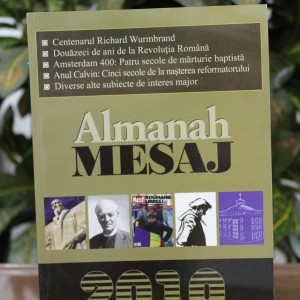 • Centenarul Richard Wurmbrand
• Douăzeci de ani de la Revoluția Română
• Amsterdam 400: Patru secole de mărturie baptistă
• Anul Calvin: Cinci secole de la nașterea reformatorului
• Diverse alte subiecte de interes major
Almanah
MESAJ
2010